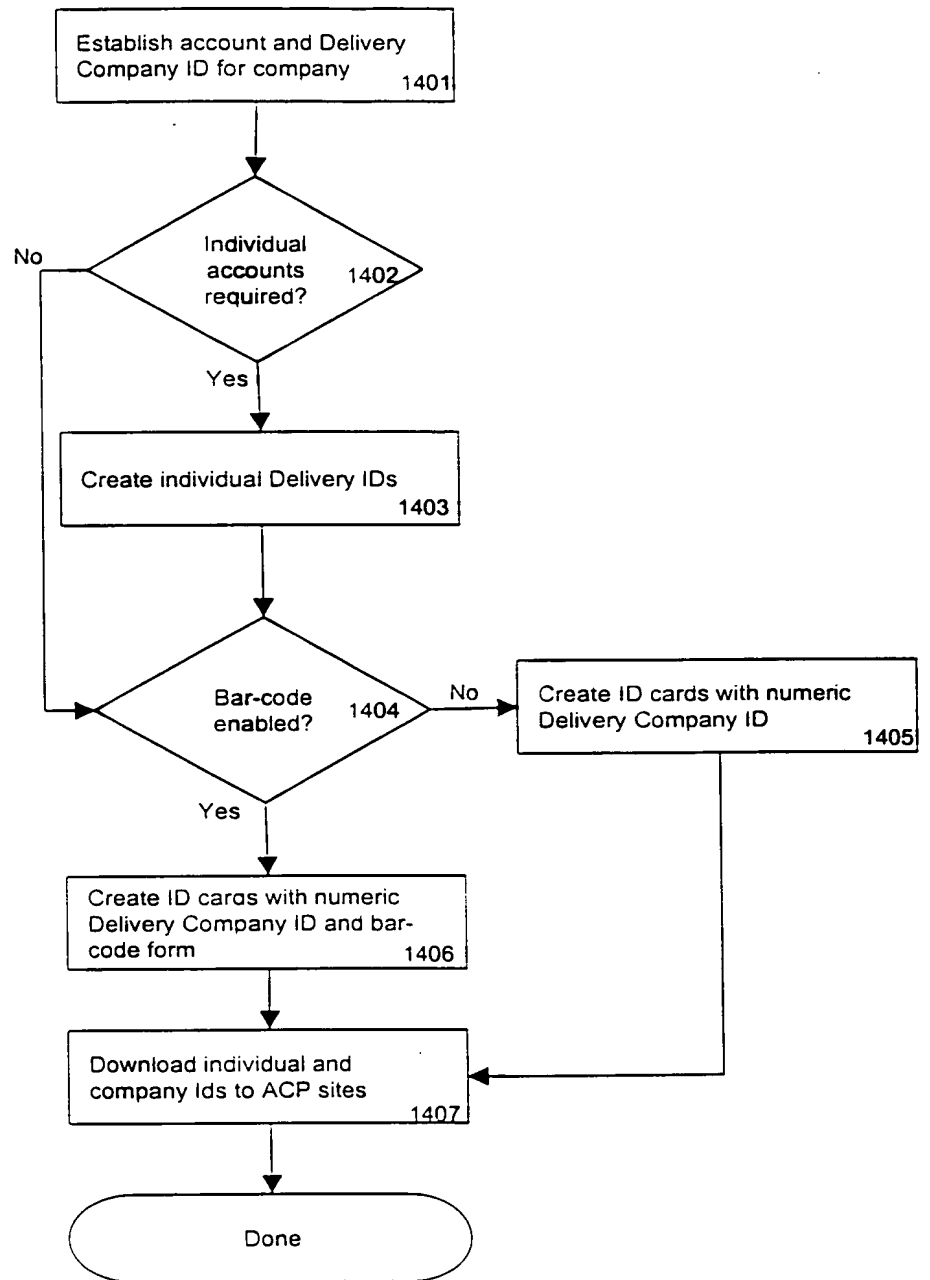 Establish account and Delivery
Company ID for company
1401
Individual
accounts
required?
1402
No
Yes
Create individual Delivery IDs
1403
Bar-code
enabled?
1404
No
Create ID cards with numeric
Delivery Company ID
1405
Yes
Create ID cards with numeric
Delivery Company ID and bar-
code form
1406
Download individual and
company Ids to ACP sites
1407
Done